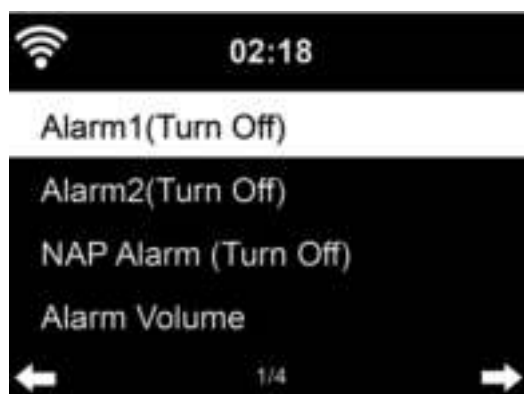 02:18
Alarm1(Turn Off)
Alarm2(Turn Off)
NAP Alarm (Turn Off)
Alarm Volume
1/4